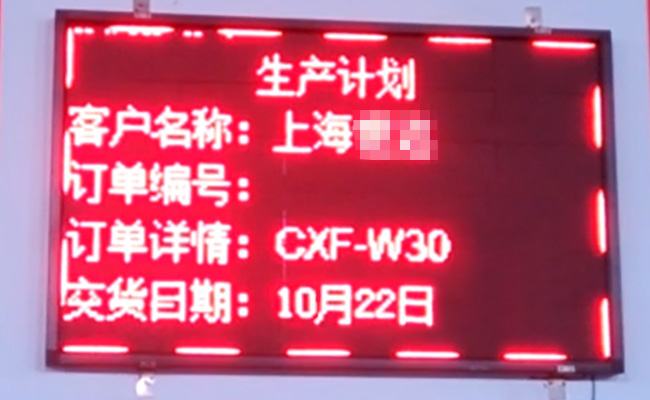 生产计划
客户名称：上海
订单编号：
订单详情：CXF-W30
交货日期：10月22日